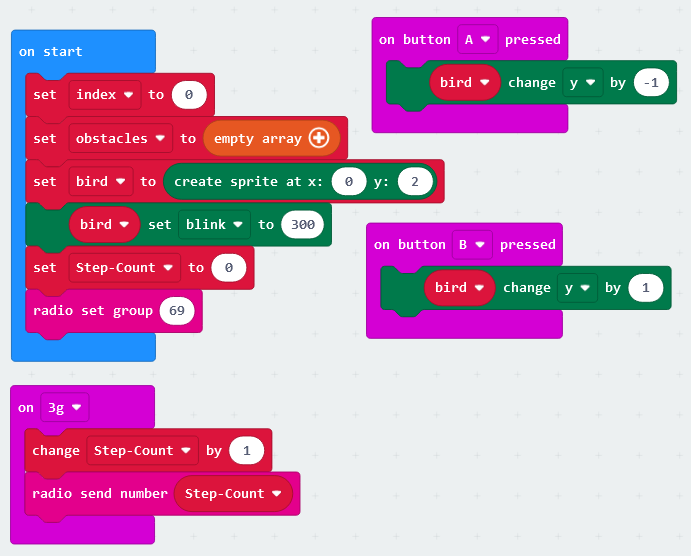 on start
set index to 0
set obstacles to empty array
set bird to create sprite at x: 0 y: 2
bird set blink to 300
set Step-Count to 0
radio set group 69
on button A pressed
bird change y by -1
on button B pressed
bird change y by 1
on 3g
change Step-Count by 1
radio send number Step-Count